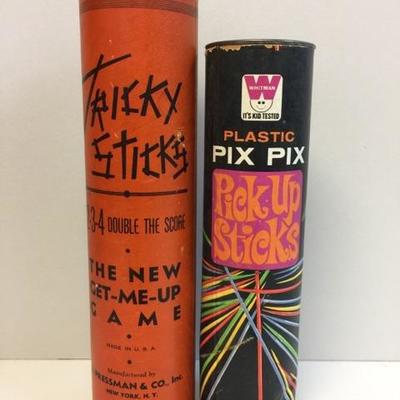 TRICKY
STICKS
2-3-4 DOUBLE THE SCORE
THE NEW
GET-ME-UP
GAME
MADE IN U.S.A.
Manufactured by
PRESSMAN & CO., Inc.
NEW YORK, N.Y.
WHITMAN
IT'S KID TESTED
PLASTIC
PIX PIX
Pick·Up
Sticks